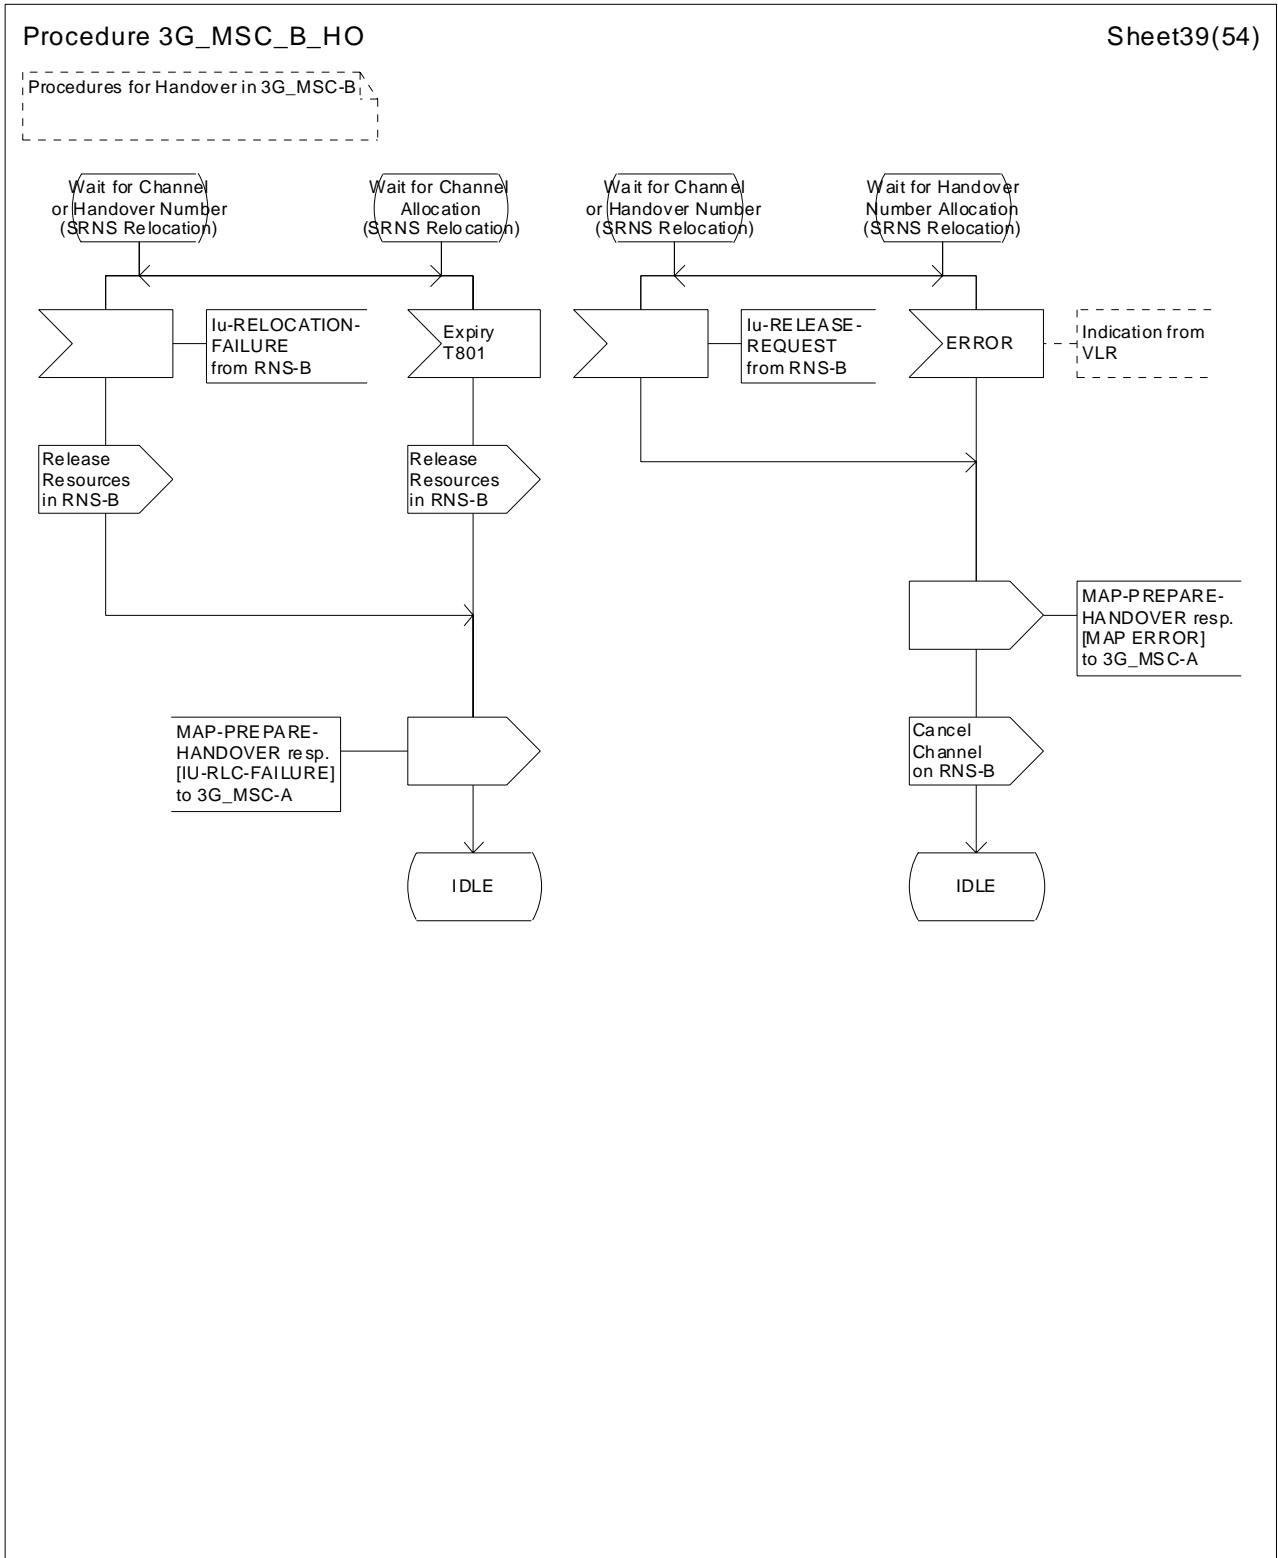 Procedure 3G_MSC_B_HO
Sheet39(54)
Procedures for Handover in 3G_MSC-B
Wait for Channel
or Handover Number
(SRNS Relocation)
Wait for Channel
Allocation
(SRNS Relocation)
Wait for Channel
or Handover Number
(SRNS Relocation)
Wait for Handover
Number Allocation
(SRNS Relocation)
Iu-RELOCATION-
FAILURE
from RNS-B
Expiry
T801
Iu-RELEASE-
REQUEST
from RNS-B
ERROR
Indication from
VLR
Release
Resources
in RNS-B
Release
Resources
in RNS-B
MAP-PREPARE-
HANDOVER resp.
[MAP ERROR]
to 3G_MSC-A
MAP-PREPARE-
HANDOVER resp.
[IU-RLC-FAILURE]
to 3G_MSC-A
Cancel
Channel
on RNS-B
IDLE
IDLE